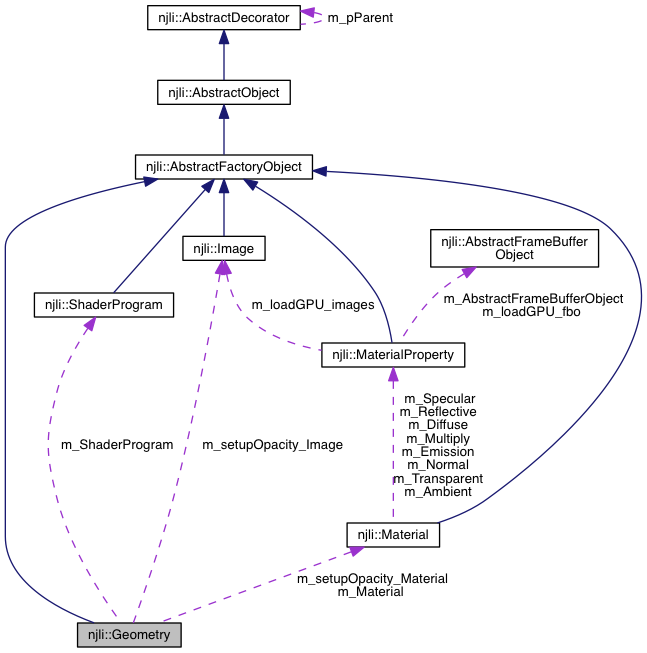 njli::AbstractDecorator
m_pParent
njli::AbstractObject
njli::AbstractFactoryObject
njli::Image
njli::AbstractFrameBuffer
Object
njli::ShaderProgram
m_loadGPU_images
m_AbstractFrameBufferObject
m_loadGPU_fbo
njli::MaterialProperty
m_Specular
m_Reflective
m_Diffuse
m_Multiply
m_Emission
m_Normal
m_Transparent
m_Ambient
m_ShaderProgram
m_setupOpacity_Image
njli::Material
m_setupOpacity_Material
m_Material
njli::Geometry